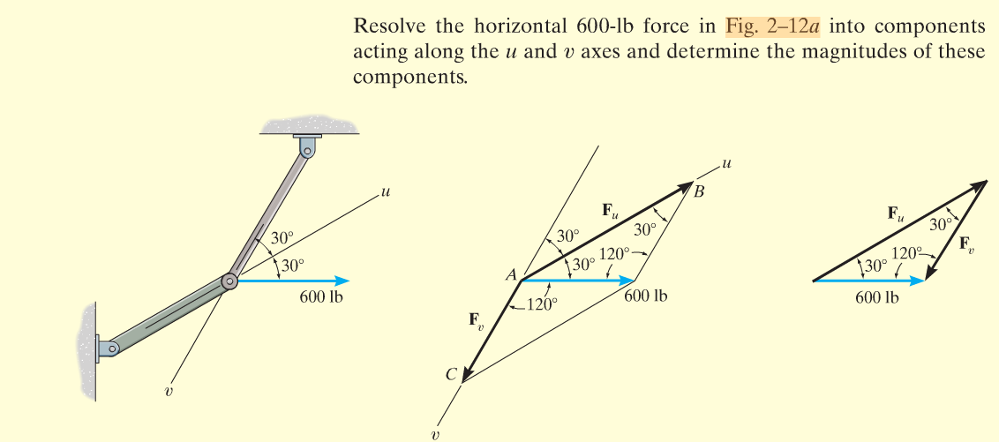 Resolve the horizontal 600-lb force in Fig. 2–12a into components
acting along the u and v axes and determine the magnitudes of these
components.
u
30°
30°
600 lb
v
u
B
F_u
30°
30°
30°
120°
A
600 lb
120°
F_v
C
v
F_u
30°
F_v
120°
30°
600 lb